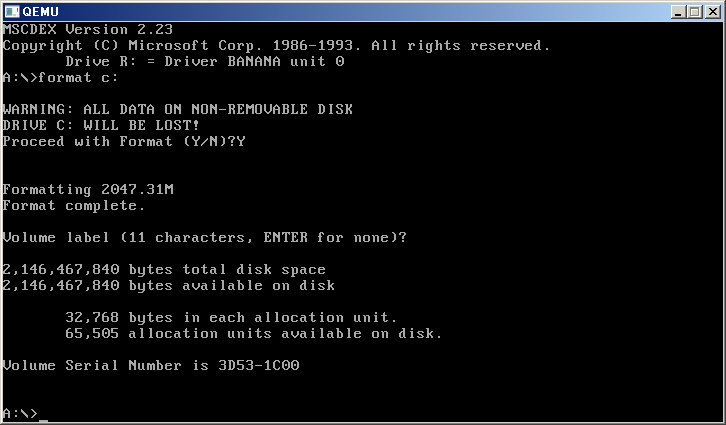 QEMU
MSCDEX Version 2.23
Copyright (C) Microsoft Corp. 1986-1993. All rights reserved.
Drive R: = Driver BANANA unit 0
A:\>format c:
WARNING: ALL DATA ON NON-REMOVABLE DISK
DRIVE C: WILL BE LOST!
Proceed with Format (Y/N)?Y
Formatting 2047.31M
Format complete.
Volume label (11 characters, ENTER for none)?
2,146,467,840 bytes total disk space
2,146,467,840 bytes available on disk
32,768 bytes in each allocation unit.
65,505 allocation units available on disk.
Volume Serial Number is 3D53-1C00
A:\>_